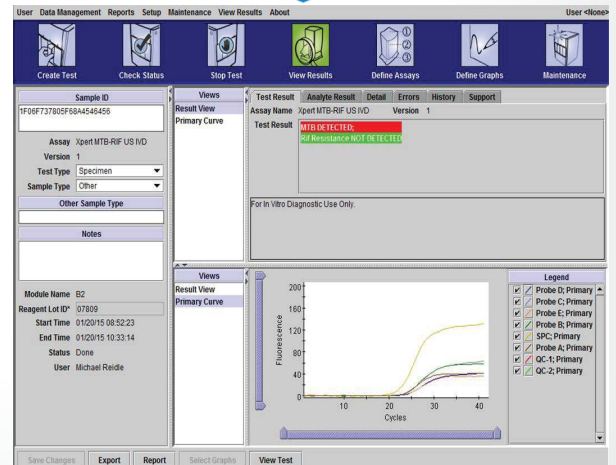 User Data Management Reports Setup Maintenance View Results About User <None>
Create Test Check Status Stop Test View Results Define Assays Define Graphs Maintenance
Sample ID
1F06F737805F68A4546456
Assay Xpert MTB-RIF US IVD
Version 1
Test Type Specimen
Sample Type Other
Other Sample Type
Notes
Module Name B2
Reagent Lot ID* 07809
Start Time 01/20/15 08:52:23
End Time 01/20/15 10:33:14
Status Done
User Michael Reidle
Views
Result View
Primary Curve
Test Result Analyte Result Detail Errors History Support
Assay Name Xpert MTB-RIF US IVD Version 1
Test Result MTB DETECTED;
Rif Resistance NOT DETECTED
For In Vitro Diagnostic Use Only.
Views
Result View
Primary Curve
Fluorescence
200
160
120
80
40
0
10 20 30 40
Cycles
Legend
Probe D; Primary
Probe C; Primary
Probe E; Primary
Probe B; Primary
SPC; Primary
Probe A; Primary
QC-1; Primary
QC-2; Primary
Save Changes Export Report Select Graphs View Test